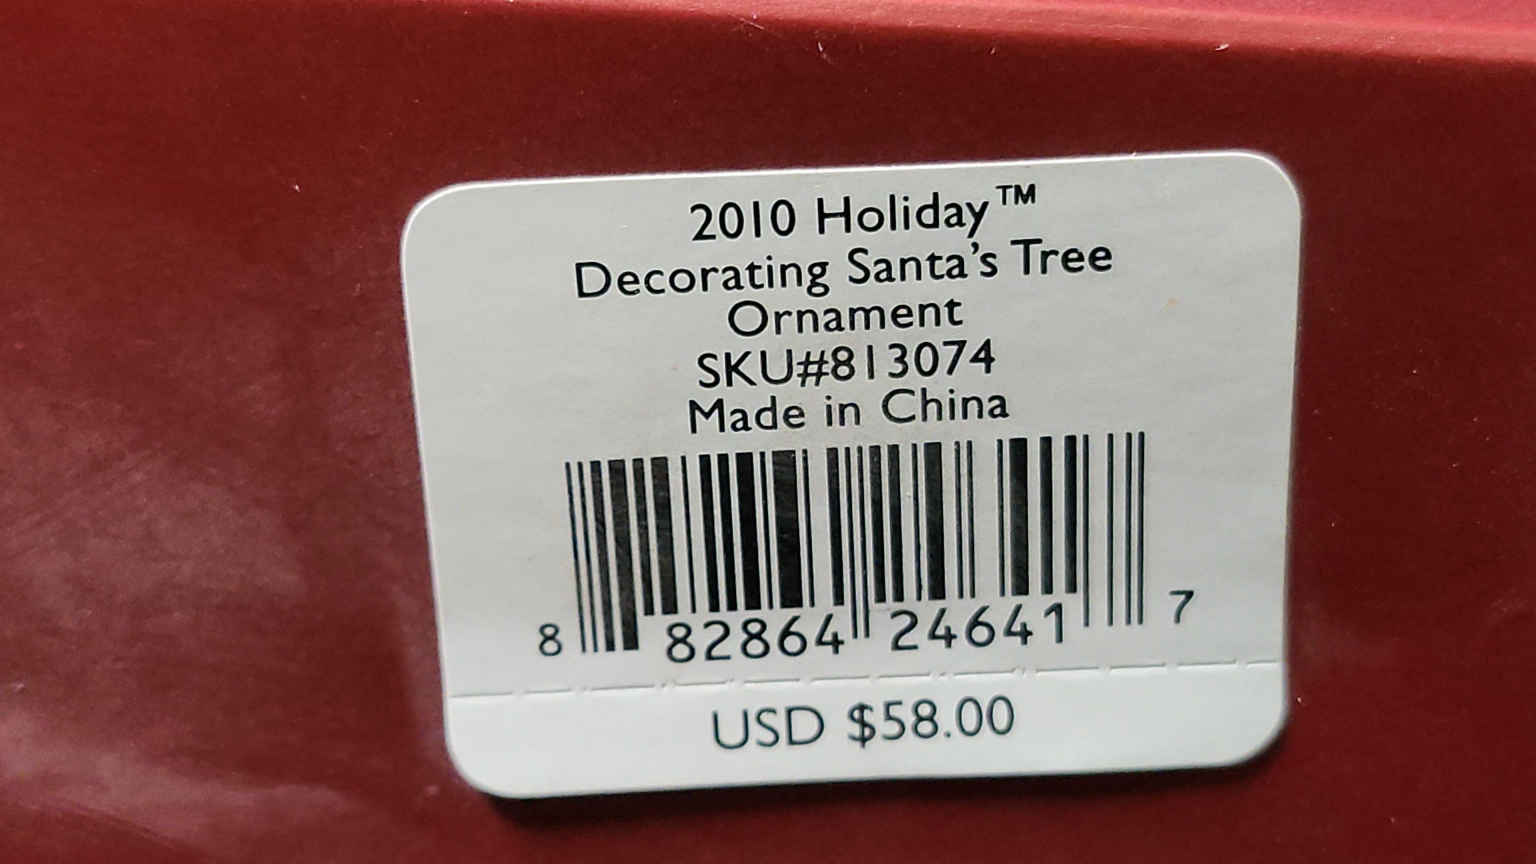 2010 Holiday™
Decorating Santa's Tree
Ornament
SKU#813074
Made in China
8 82864 24641 7
USD $58.00